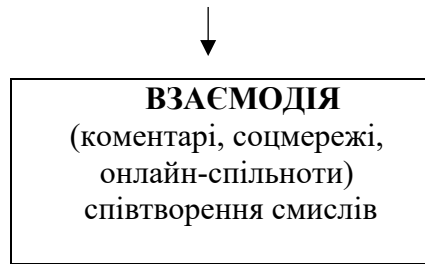 ВЗАЄМОДІЯ
(коментарі, соцмережі,
онлайн-спільноти)
співтворення смислів